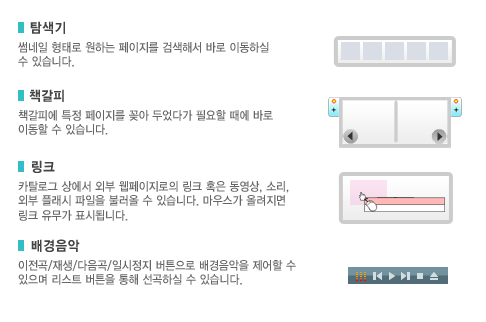 탐색기
썸네일 형태로 원하는 페이지를 검색해서 바로 이동하실
수 있습니다.
책갈피
책갈피에 특정 페이지를 꽂아 두었다가 필요할 때에 바로
이동할 수 있습니다.
링크
카탈로그 상에서 외부 웹페이지로의 링크 혹은 동영상, 소리,
외부 플래시 파일을 불러올 수 있습니다. 마우스가 올려지면
링크 유무가 표시됩니다.
배경음악
이전곡/재생/다음곡/일시정지 버튼으로 배경음악을 제어할 수
있으며 리스트 버튼을 통해 선곡하실 수 있습니다.